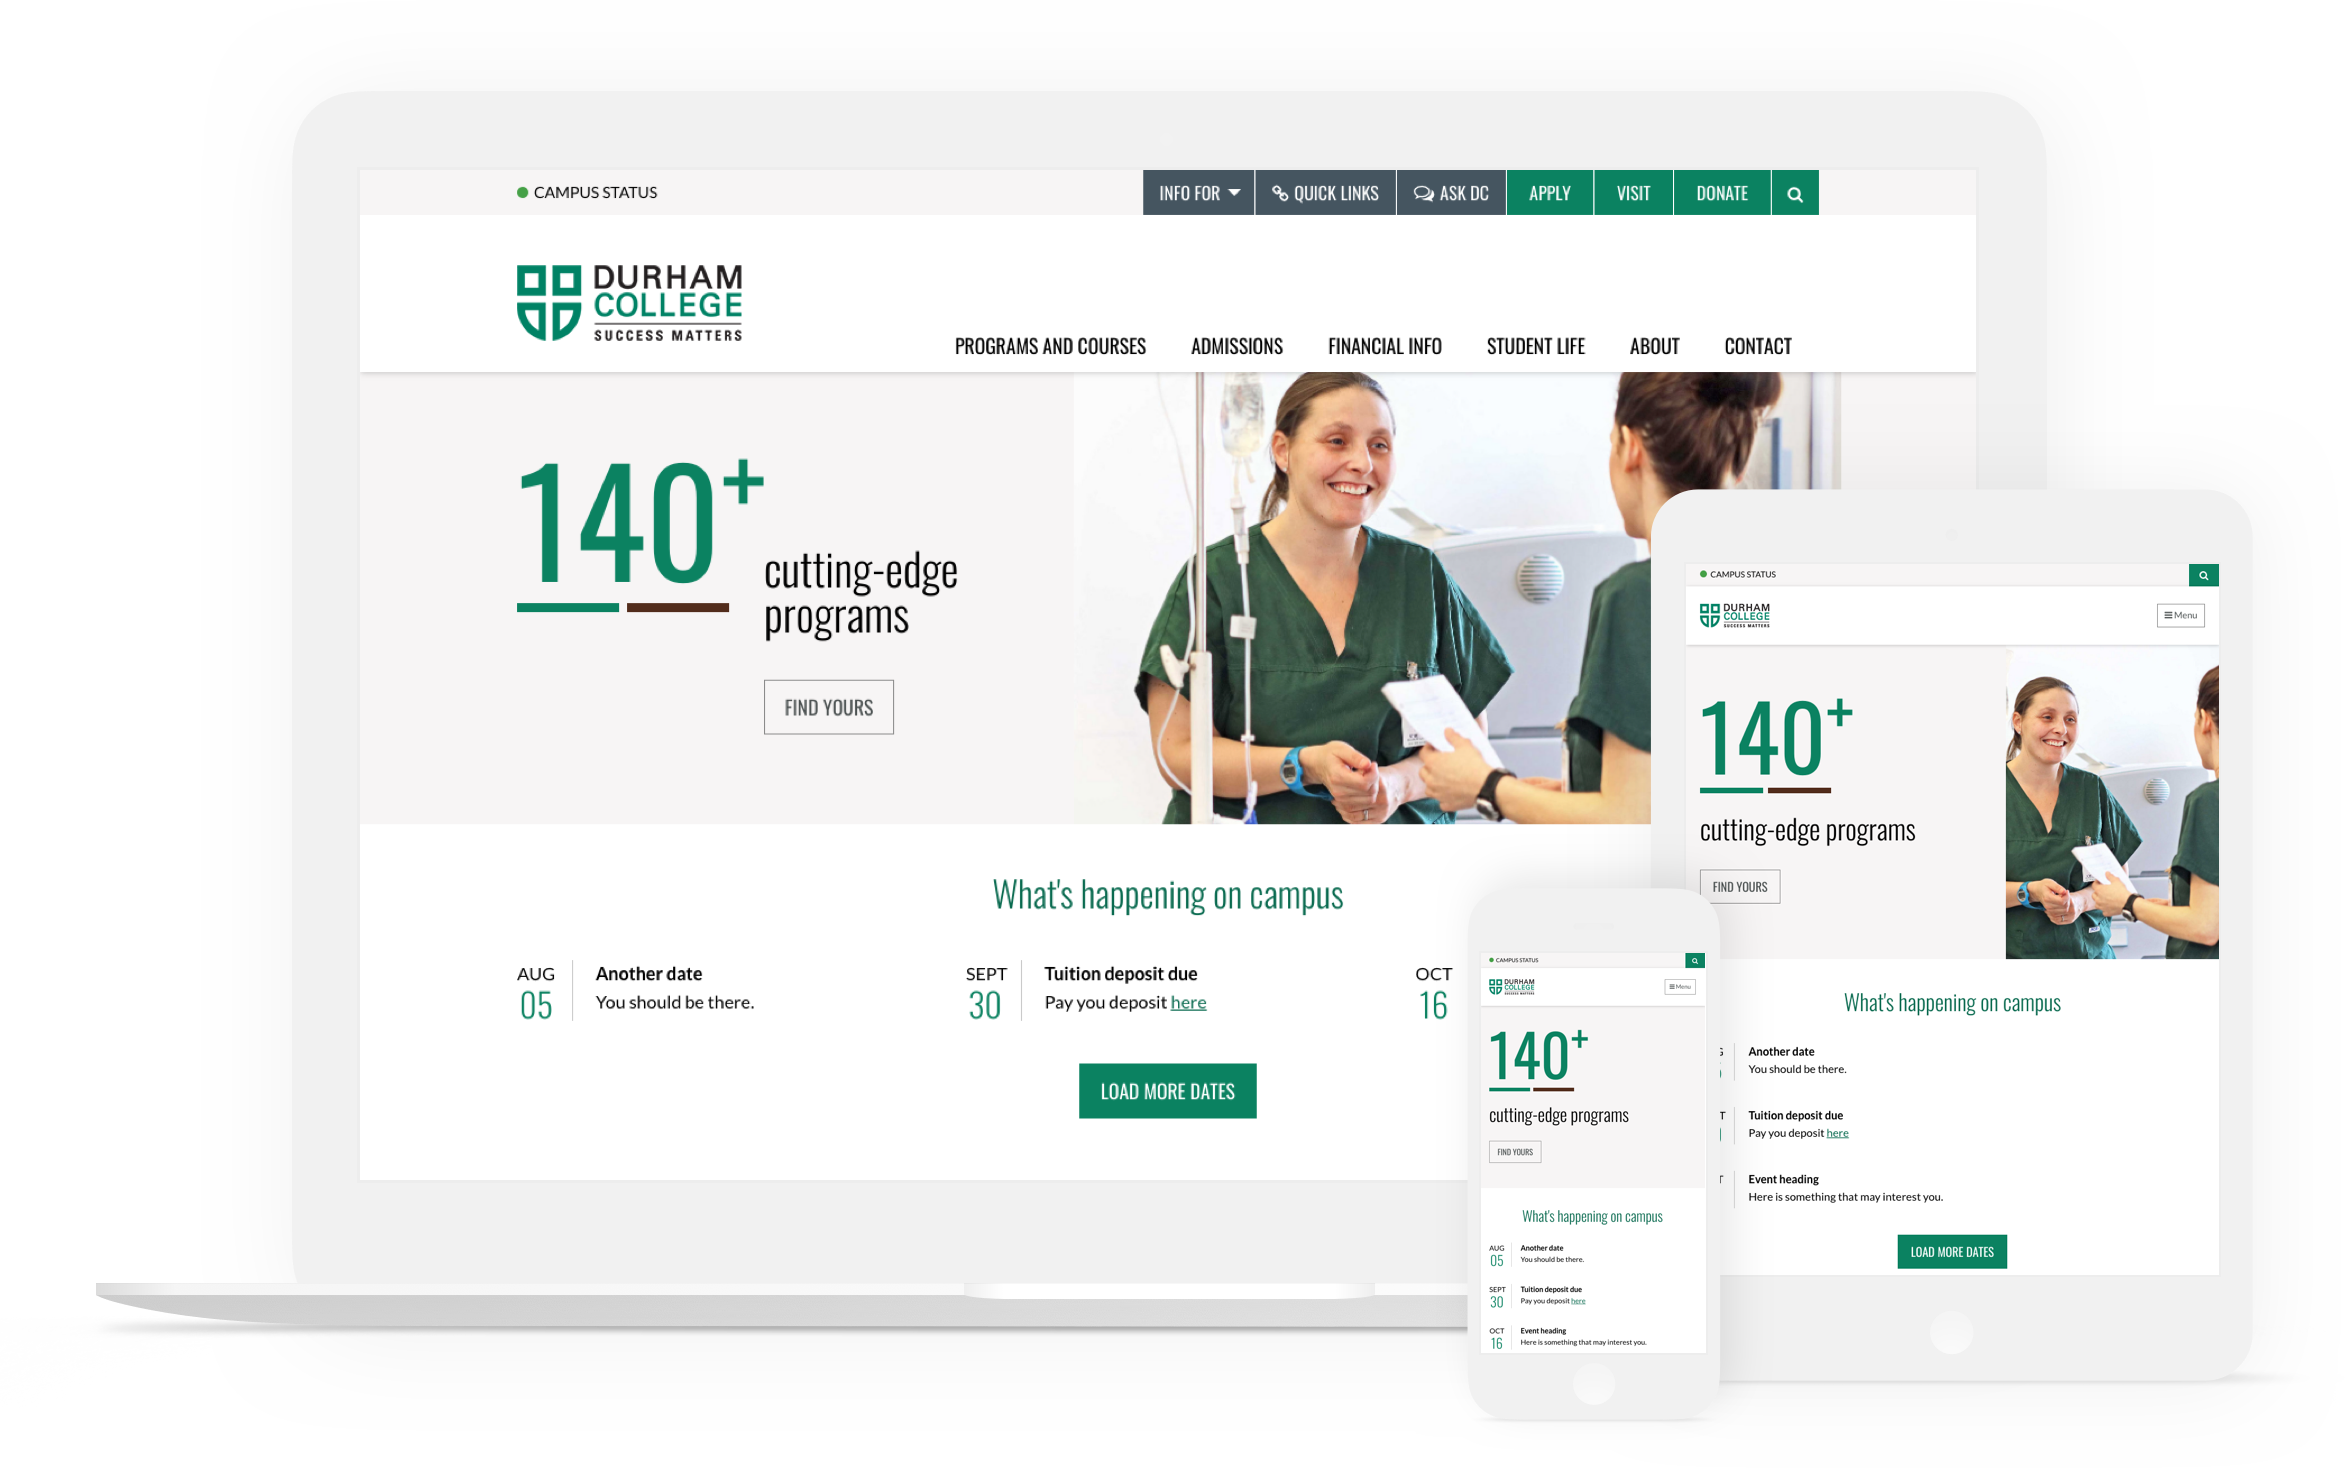 CAMPUS STATUS
INFO FOR QUICK LINKS ASK DC APPLY VISIT DONATE
DURHAM
COLLEGE
SUCCESS MATTERS
PROGRAMS AND COURSES ADMISSIONS FINANCIAL INFO STUDENT LIFE ABOUT CONTACT
140+
cutting-edge
programs
FIND YOURS
What's happening on campus
AUG
05
Another date
You should be there.
SEPT
30
Tuition deposit due
Pay you deposit here
OCT
16
LOAD MORE DATES
CAMPUS STATUS
DURHAM
COLLEGE
SUCCESS MATTERS
Menu
140+
cutting-edge programs
FIND YOURS
What's happening on campus
Another date
You should be there.
Tuition deposit due
Pay you deposit here
Event heading
Here is something that may interest you.
LOAD MORE DATES
CAMPUS STATUS
DURHAM
COLLEGE
SUCCESS MATTERS
Menu
140+
cutting-edge programs
FIND YOURS
What's happening on campus
AUG
05
Another date
You should be there.
SEPT
30
Tuition deposit due
Pay you deposit here
OCT
16
Event heading
Here is something that may interest you.